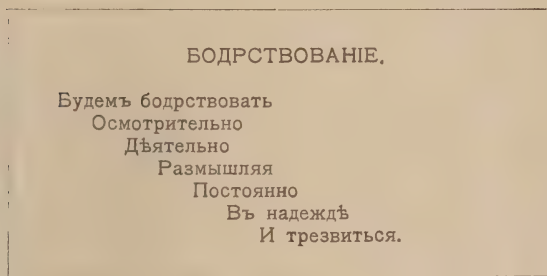 БОДРСТВОВАНІЕ.
Будемъ бодрствовать
Осмотрительно
Дѣятельно
Размышляя
Постоянно
Въ надеждѣ
И трезвиться.